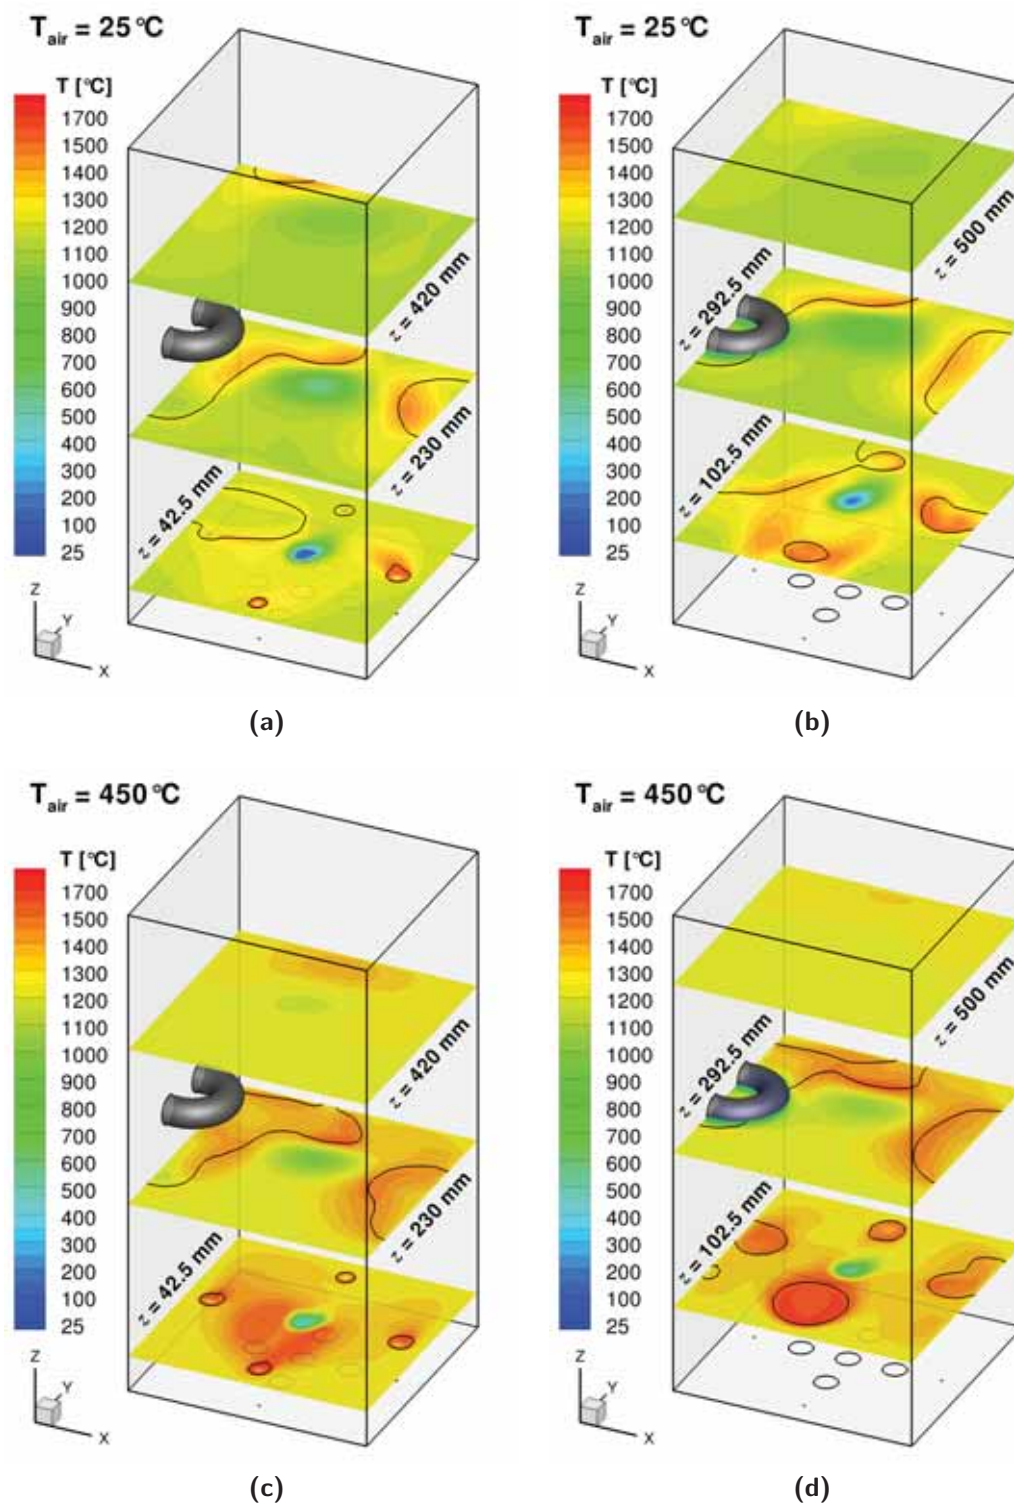 T_air = 25 °C
T [°C]
1700
1500
1400
1300
1200
1100
1000
900
800
700
600
500
400
300
200
100
25
z = 420 mm
z = 230 mm
z = 42.5 mm
Z
Y
X
(a)
T_air = 25 °C
T [°C]
1700
1500
1400
1300
1200
1100
1000
900
800
700
600
500
400
300
200
100
25
z = 500 mm
z = 292.5 mm
z = 102.5 mm
Z
Y
X
(b)
T_air = 450 °C
T [°C]
1700
1500
1400
1300
1200
1100
1000
900
800
700
600
500
400
300
200
100
25
z = 420 mm
z = 230 mm
z = 42.5 mm
Z
Y
X
(c)
T_air = 450 °C
T [°C]
1700
1500
1400
1300
1200
1100
1000
900
800
700
600
500
400
300
200
100
25
z = 500 mm
z = 292.5 mm
z = 102.5 mm
Z
Y
X
(d)